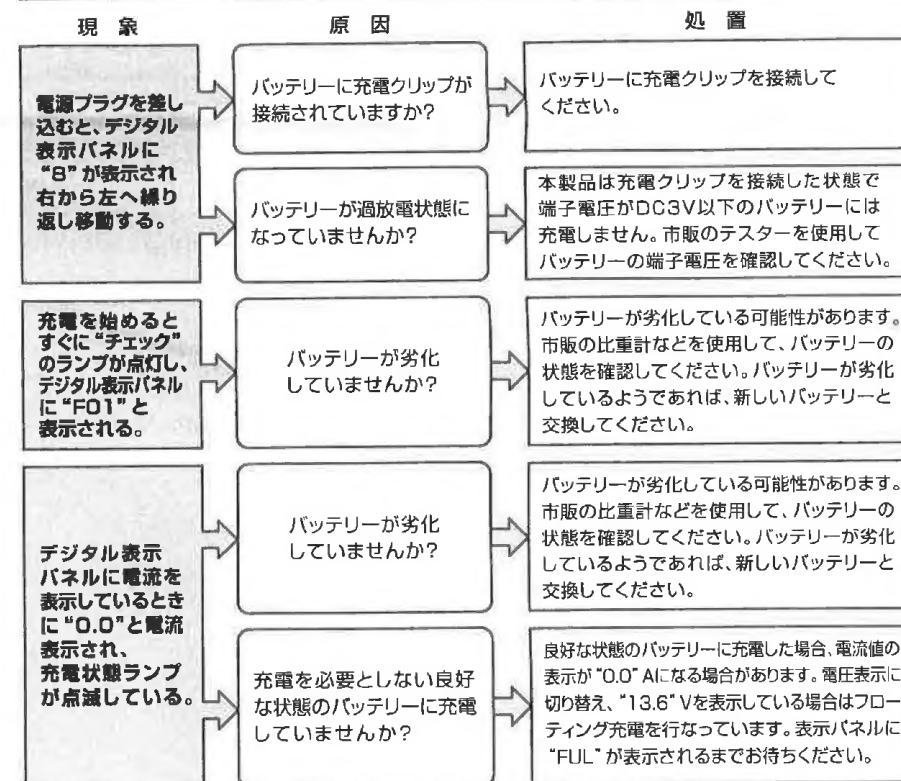 現 象
原 因
処 置
電源プラグを差し
込むと、デジタル
表示パネルに
“8”が表示され
右から左へ繰り
返し移動する。
バッテリーに充電クリップが
接続されていますか?
バッテリーに充電クリップを接続して
ください。
バッテリーが過放電状態に
なっていませんか?
本製品は充電クリップを接続した状態で
端子電圧がDC3V以下のバッテリーには
充電しません。市販のテスターを使用して
バッテリーの端子電圧を確認してください。
充電を始めると
すぐに“チェック”
のランプが点灯し、
デジタル表示パネル
に“F01”と
表示される。
バッテリーが劣化
していませんか?
バッテリーが劣化している可能性があります。
市販の比重計などを使用して、バッテリーの
状態を確認してください。バッテリーが劣化
しているようであれば、新しいバッテリーと
交換してください。
デジタル表示
パネルに電流を
表示しているとき
に“0.0”と電流
表示され、
充電状態ランプ
が点滅している。
バッテリーが劣化
していませんか?
バッテリーが劣化している可能性があります。
市販の比重計などを使用して、バッテリーの
状態を確認してください。バッテリーが劣化
しているようであれば、新しいバッテリーと
交換してください。
充電を必要としない良好
な状態のバッテリーに充電
していませんか?
良好な状態のバッテリーに充電した場合、電流値の
表示が“0.0”Aになる場合があります。電圧表示に
切り替え、“13.6”Vを表示している場合はフロー
ティング充電を行なっています。表示パネルに
“FUL”が表示されるまでお待ちください。